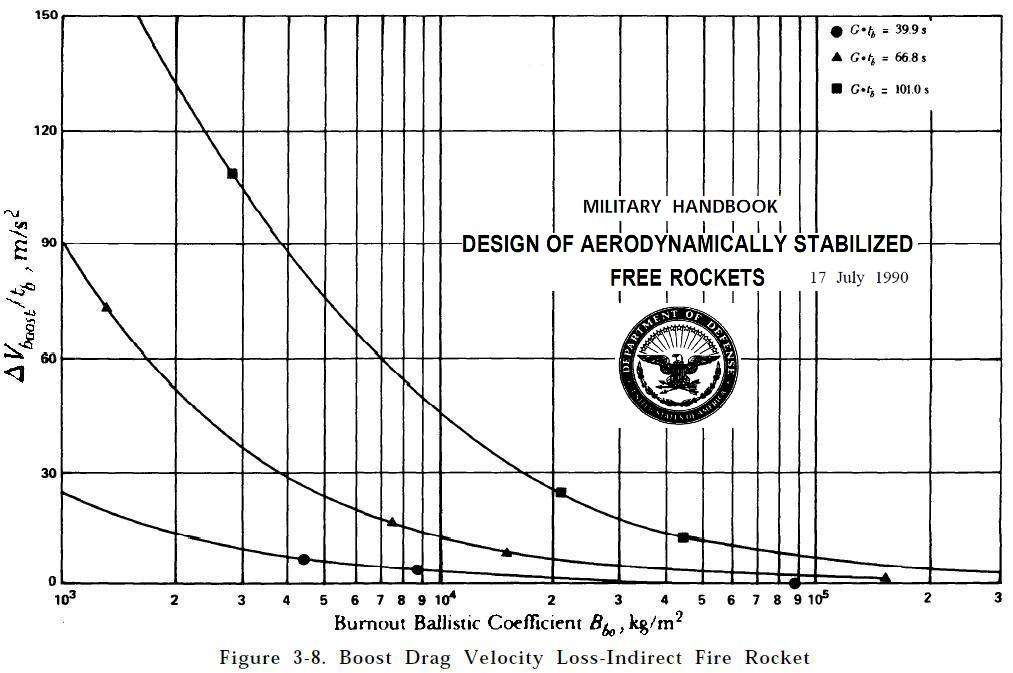 150
120
90
60
30
0
Δ V_boost / t_b , m/s²
● G•t_b = 39.9 s
▲ G•t_b = 66.8 s
■ G•t_b = 101.0 s
MILITARY HANDBOOK
DESIGN OF AERODYNAMICALLY STABILIZED
FREE ROCKETS
17 July 1990
DEPARTMENT OF DEFENSE
UNITED STATES OF AMERICA
10³ 2 3 4 5 6 7 8 9 10⁴ 2 3 4 5 6 7 8 9 10⁵ 2 3
Burnout Ballistic Coefficient B_bo, kg/m²
Figure 3-8. Boost Drag Velocity Loss-Indirect Fire Rocket